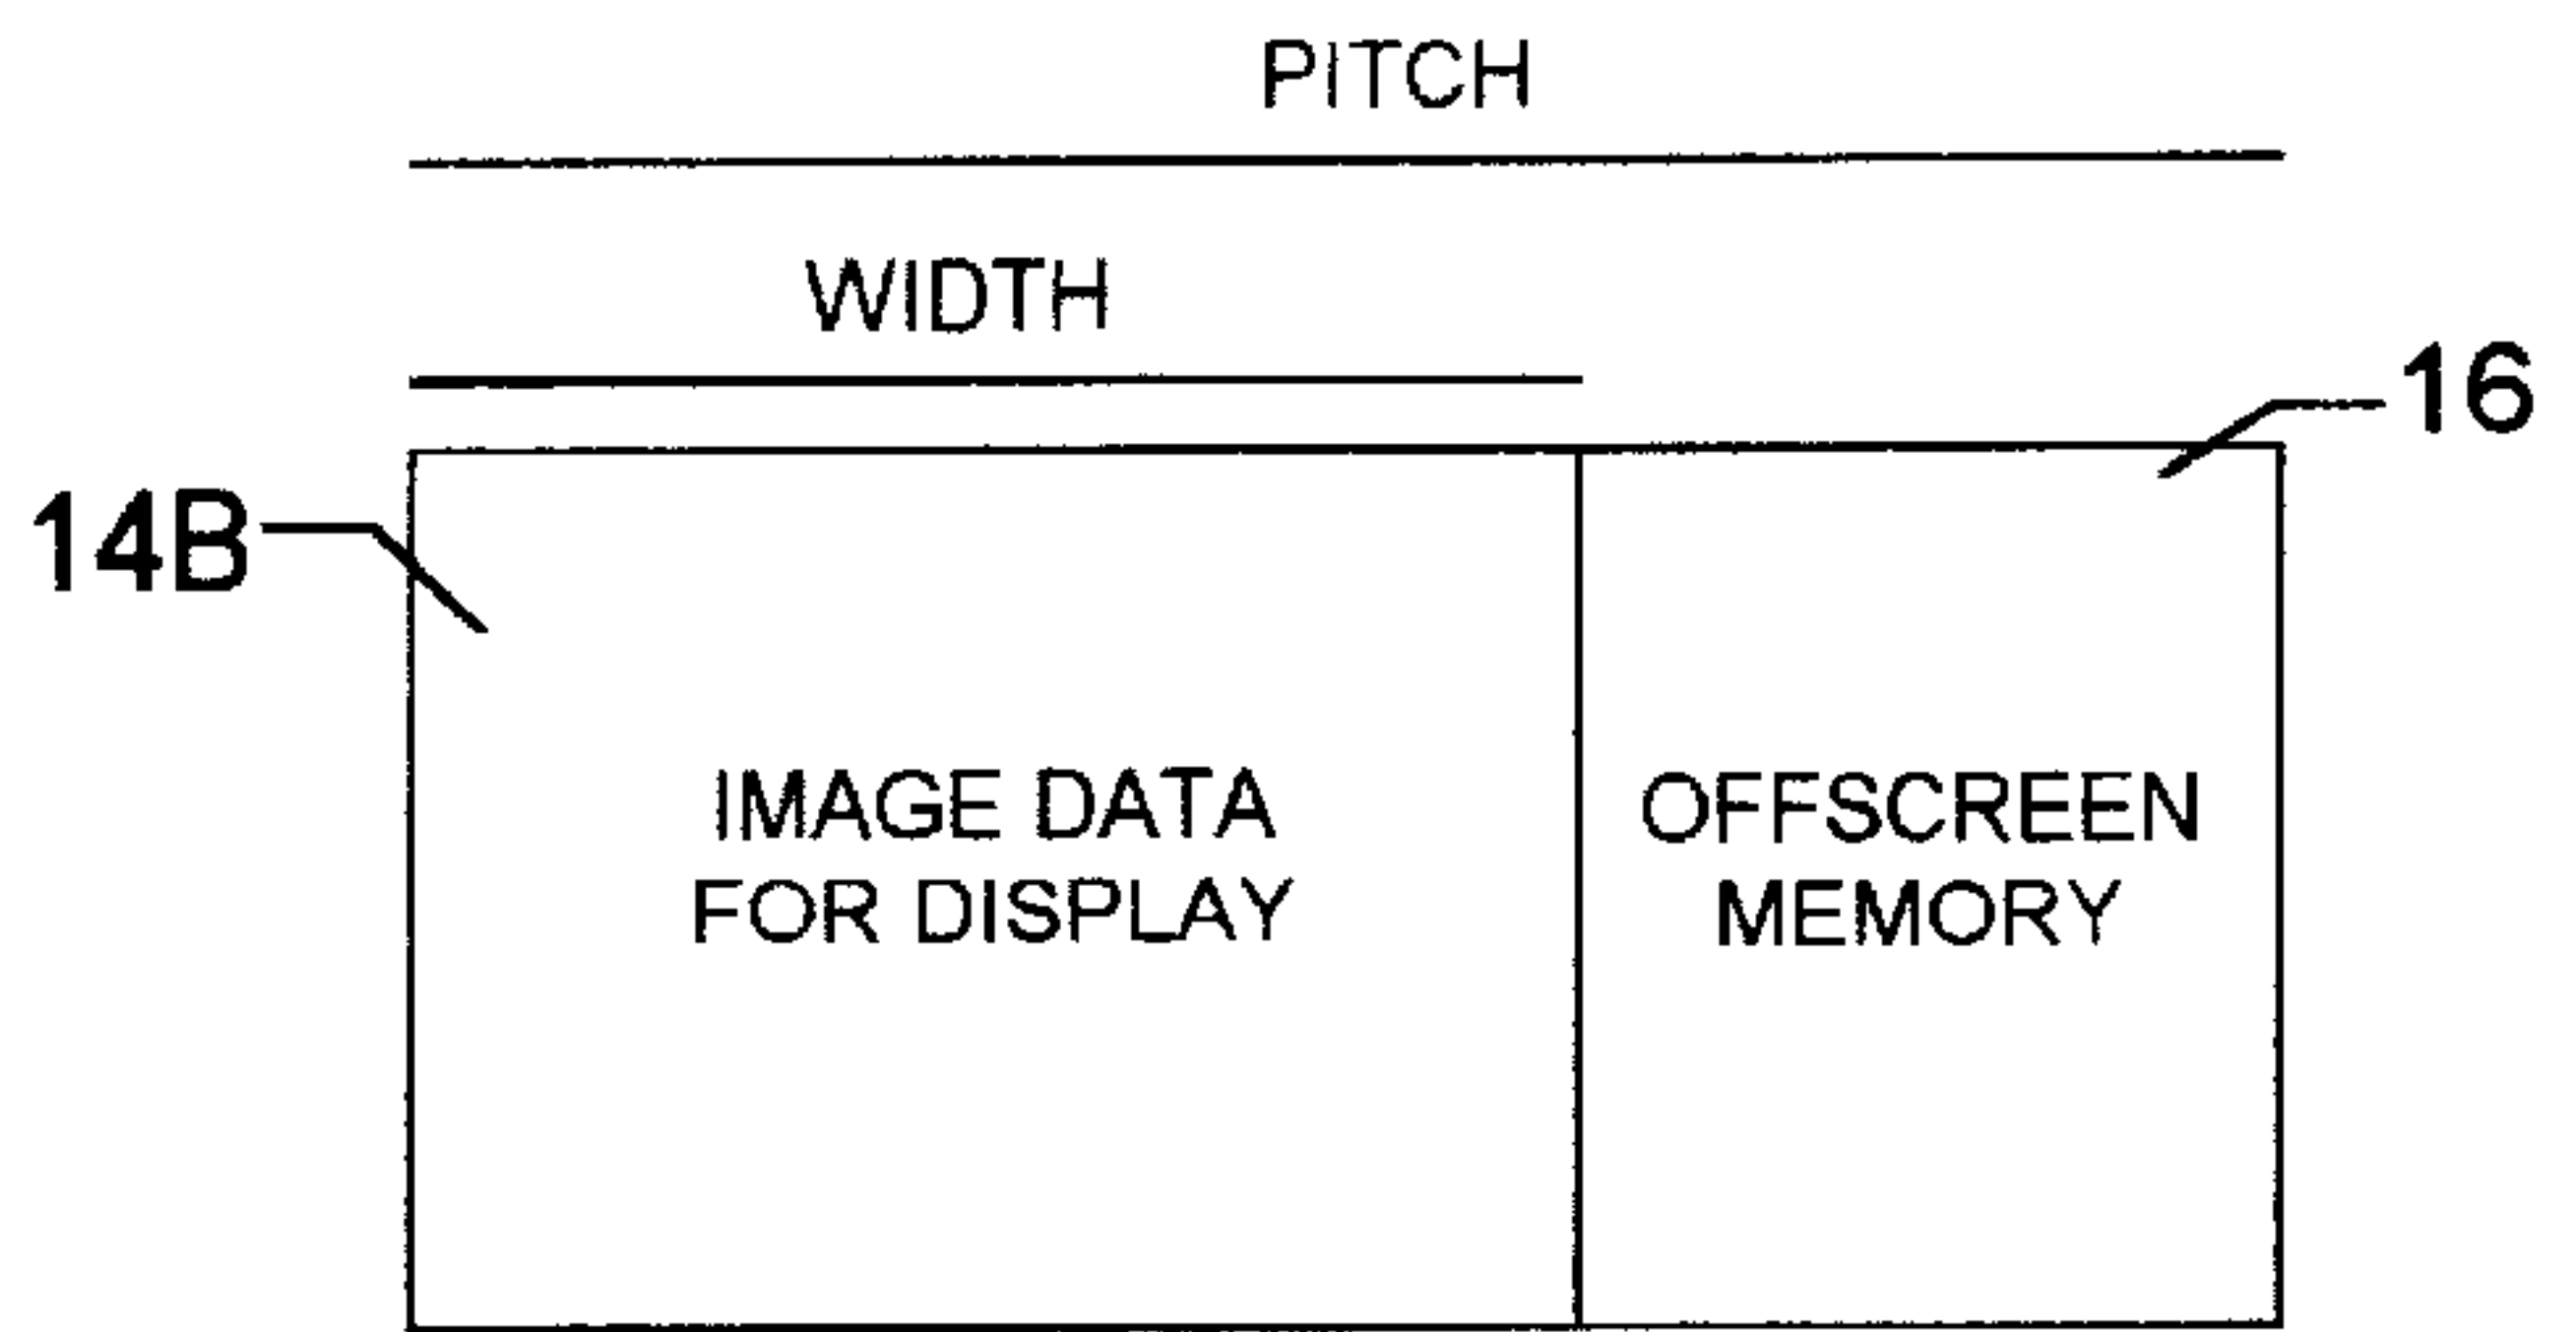 PITCH
WIDTH
16
14B
IMAGE DATA
FOR DISPLAY
OFFSCREEN
MEMORY